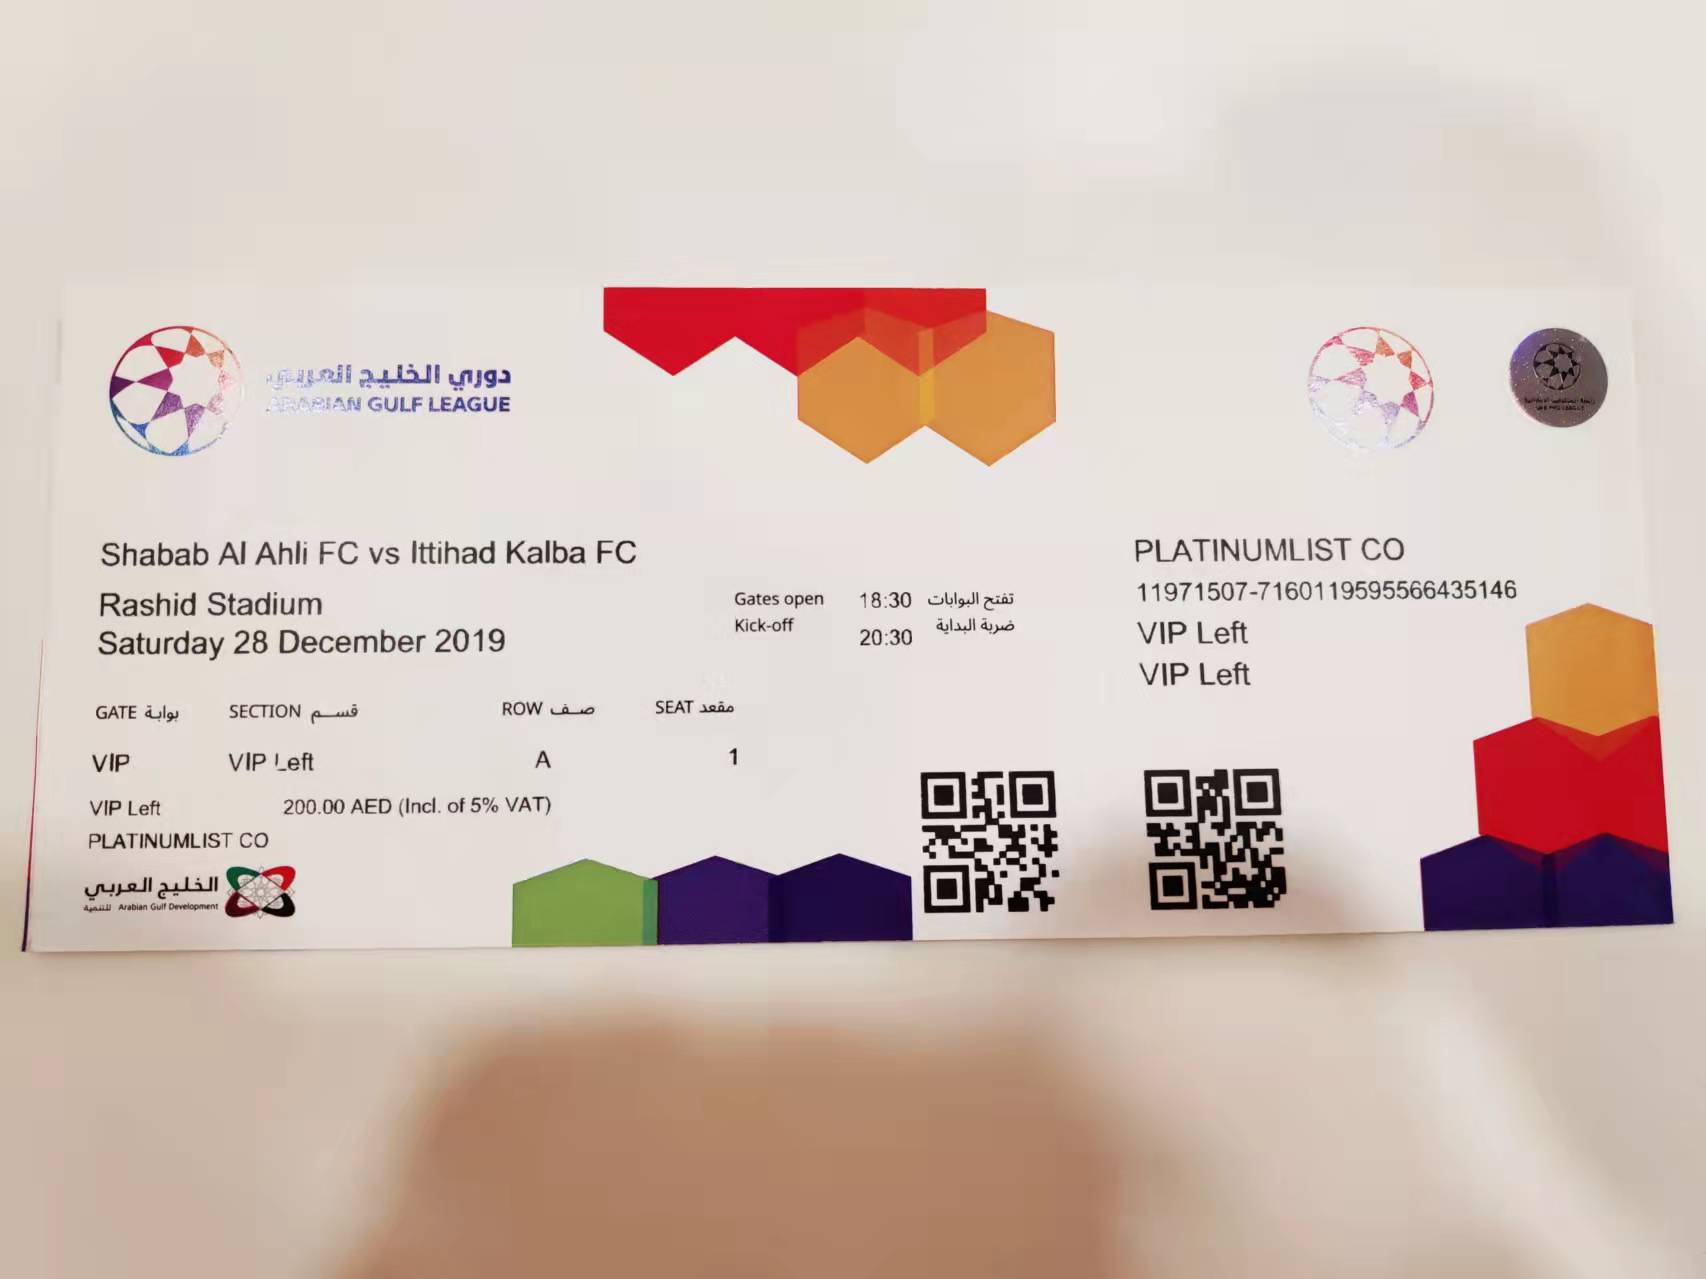 دوري الخليج العربي
ARABIAN GULF LEAGUE
Shabab Al Ahli FC vs Ittihad Kalba FC
Rashid Stadium
Saturday 28 December 2019
Gates open 18:30 تفتح البوابات
Kick-off 20:30 ضربة البداية
GATE بوابة SECTION قسم ROW صف SEAT مقعد
VIP VIP Left A 1
VIP Left 200.00 AED (Incl. of 5% VAT)
PLATINUMLIST CO
الخليج العربي
للتنمية Arabian Gulf Development
PLATINUMLIST CO
11971507-7160119595566435146
VIP Left
VIP Left